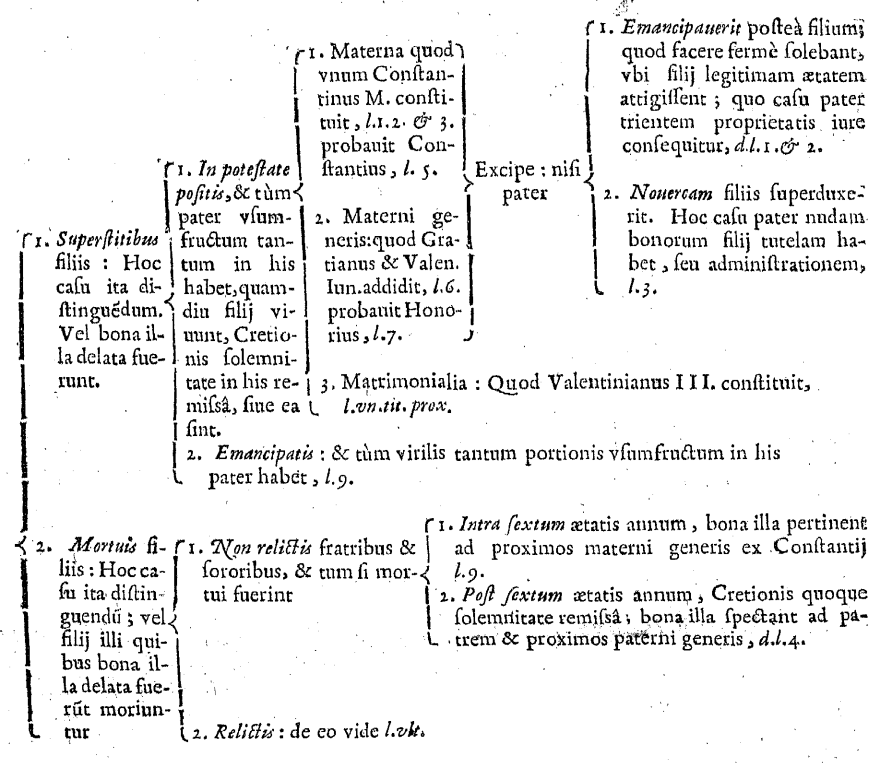 1. Superſtitibus
filiis : Hoc
caſu ita di-
ſtinguēdum.
Vel bona il-
la delata fue-
runt.
1. In poteſtate
poſitis, & tùm
pater vſum-
fructum tan-
tum in his
habet, quam-
diu filij vi-
uunt, Cretio-
nis ſolemni-
tate in his re-
miſsâ, ſiue ea
ſint.
1. Materna quod
vnum Conſtan-
tinus M. conſti-
tuit, l.1.2. & 3.
probauit Con-
ſtantius, l. 5.
2. Materni ge-
neris: quod Gra-
tianus & Valen.
Iun. addidit, l.6.
probauit Hono-
rius, l.7.
Excipe : niſi
pater
1. Emancipauerit poſteà filium;
quod facere fermè ſolebant,
vbi filij legitimam ætatem
attigiſſent ; quo caſu pater
trientem proprietatis iure
conſequitur, d.l.1. & 2.
2. Nouercam filiis ſuperduxe-
rit. Hoc caſu pater nudam
bonorum filij tutelam ha-
bet, ſeu adminiſtrationem,
l.3.
3. Matrimonialia : Quod Valentinianus III. conſtituit,
l.vn.tit. prox.
2. Emancipatis : & tùm virilis tantum portionis vſumfructum in his
pater habet, l.9.
2. Mortuis fi-
liis : Hoc ca-
ſu ita diſtin-
guendū ; vel
filij illi qui-
bus bona il-
la delata fue-
rūt moriun-
tur
1. Non relictis fratribus &
ſororibus, & tum ſi mor-
tui fuerint
1. Intra ſextum ætatis annum, bona illa pertinent
ad proximos materni generis ex Conſtantij
l.9.
2. Poſt ſextum ætatis annum, Cretionis quoque
ſolemnitate remiſsâ; bona illa ſpectant ad pa-
trem & proximos paterni generis, d.l.4.
2. Relictis : de eo vide l.vlt.